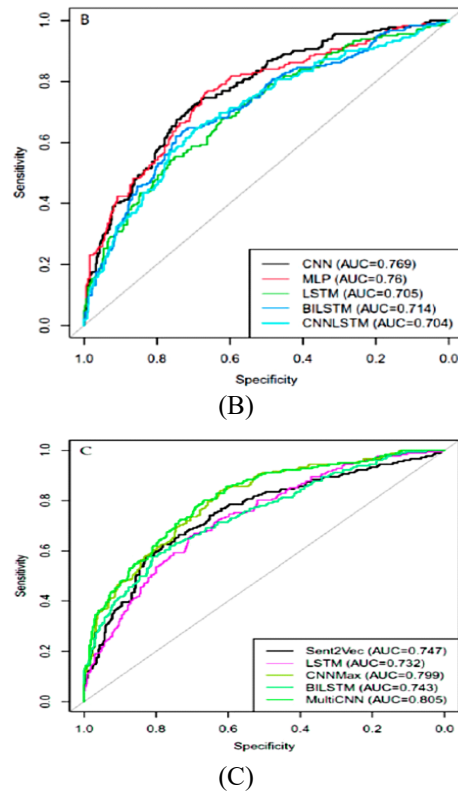 B
1.0
0.8
0.6
0.4
0.2
0.0
Sensitivity
CNN (AUC=0.769)
MLP (AUC=0.76)
LSTM (AUC=0.705)
BILSTM (AUC=0.714)
CNNLSTM (AUC=0.704)
1.0 0.8 0.6 0.4 0.2 0.0
Specificity
(B)
C
1.0
0.8
0.6
0.4
0.2
0.0
Sensitivity
Sent2Vec (AUC=0.747)
LSTM (AUC=0.732)
CNNMax (AUC=0.799)
BILSTM (AUC=0.743)
MultiCNN (AUC=0.805)
1.0 0.8 0.6 0.4 0.2 0.0
Specificity
(C)